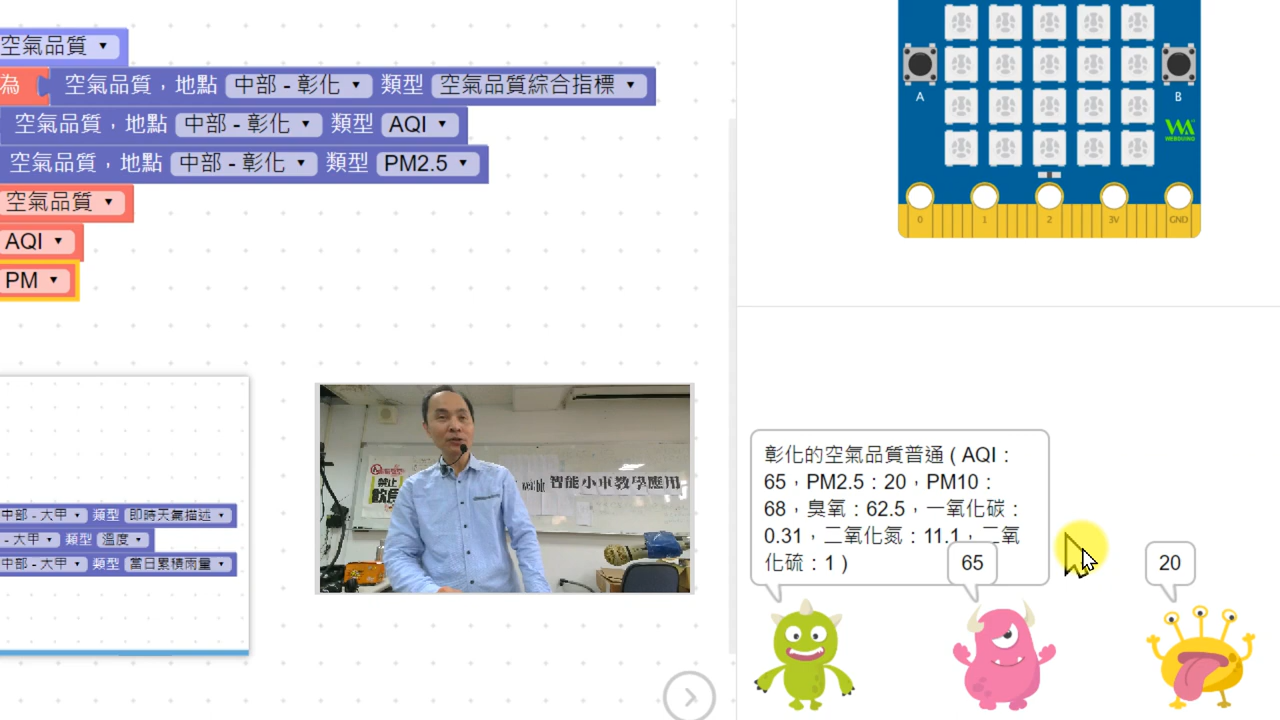 空氣品質
為 空氣品質，地點 中部 - 彰化 類型 空氣品質綜合指標
空氣品質，地點 中部 - 彰化 類型 AQI
空氣品質，地點 中部 - 彰化 類型 PM2.5
空氣品質
AQI
PM
中部 - 大甲 類型 即時天氣描述
- 大甲 類型 溫度
中部 - 大甲 類型 當日累積雨量
禁止
智能小車教學應用
A
B
WEBDUINO
0
1
2
3V
GND
彰化的空氣品質普通 ( AQI：
65，PM2.5：20，PM10：
68，臭氧：62.5，一氧化碳：
0.31，二氧化氮：11.1，二氧
化硫：1 )
65
20